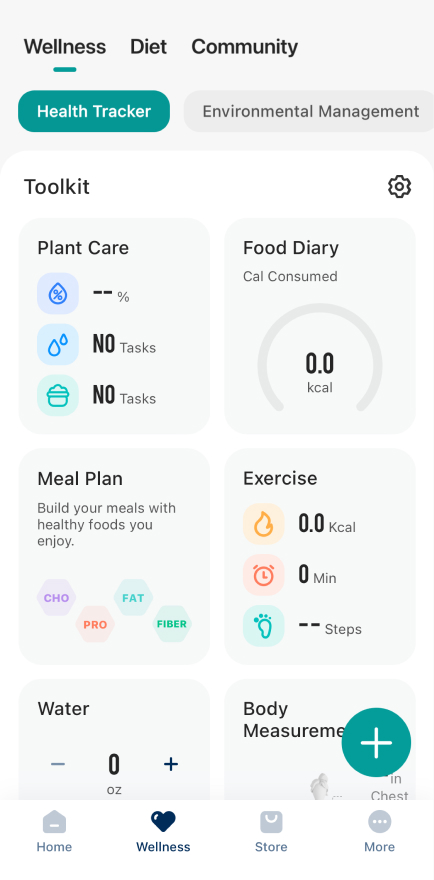 Wellness Diet Community
Health Tracker Environmental Management
Toolkit
Plant Care
-- %
NO Tasks
NO Tasks
Food Diary
Cal Consumed
0.0
kcal
Meal Plan
Build your meals with
healthy foods you
enjoy.
CHO
PRO
FAT
FIBER
Exercise
0.0 Kcal
0 Min
-- Steps
Water
− 0 +
oz
Body
Measureme
in
Chest
Home Wellness Store More